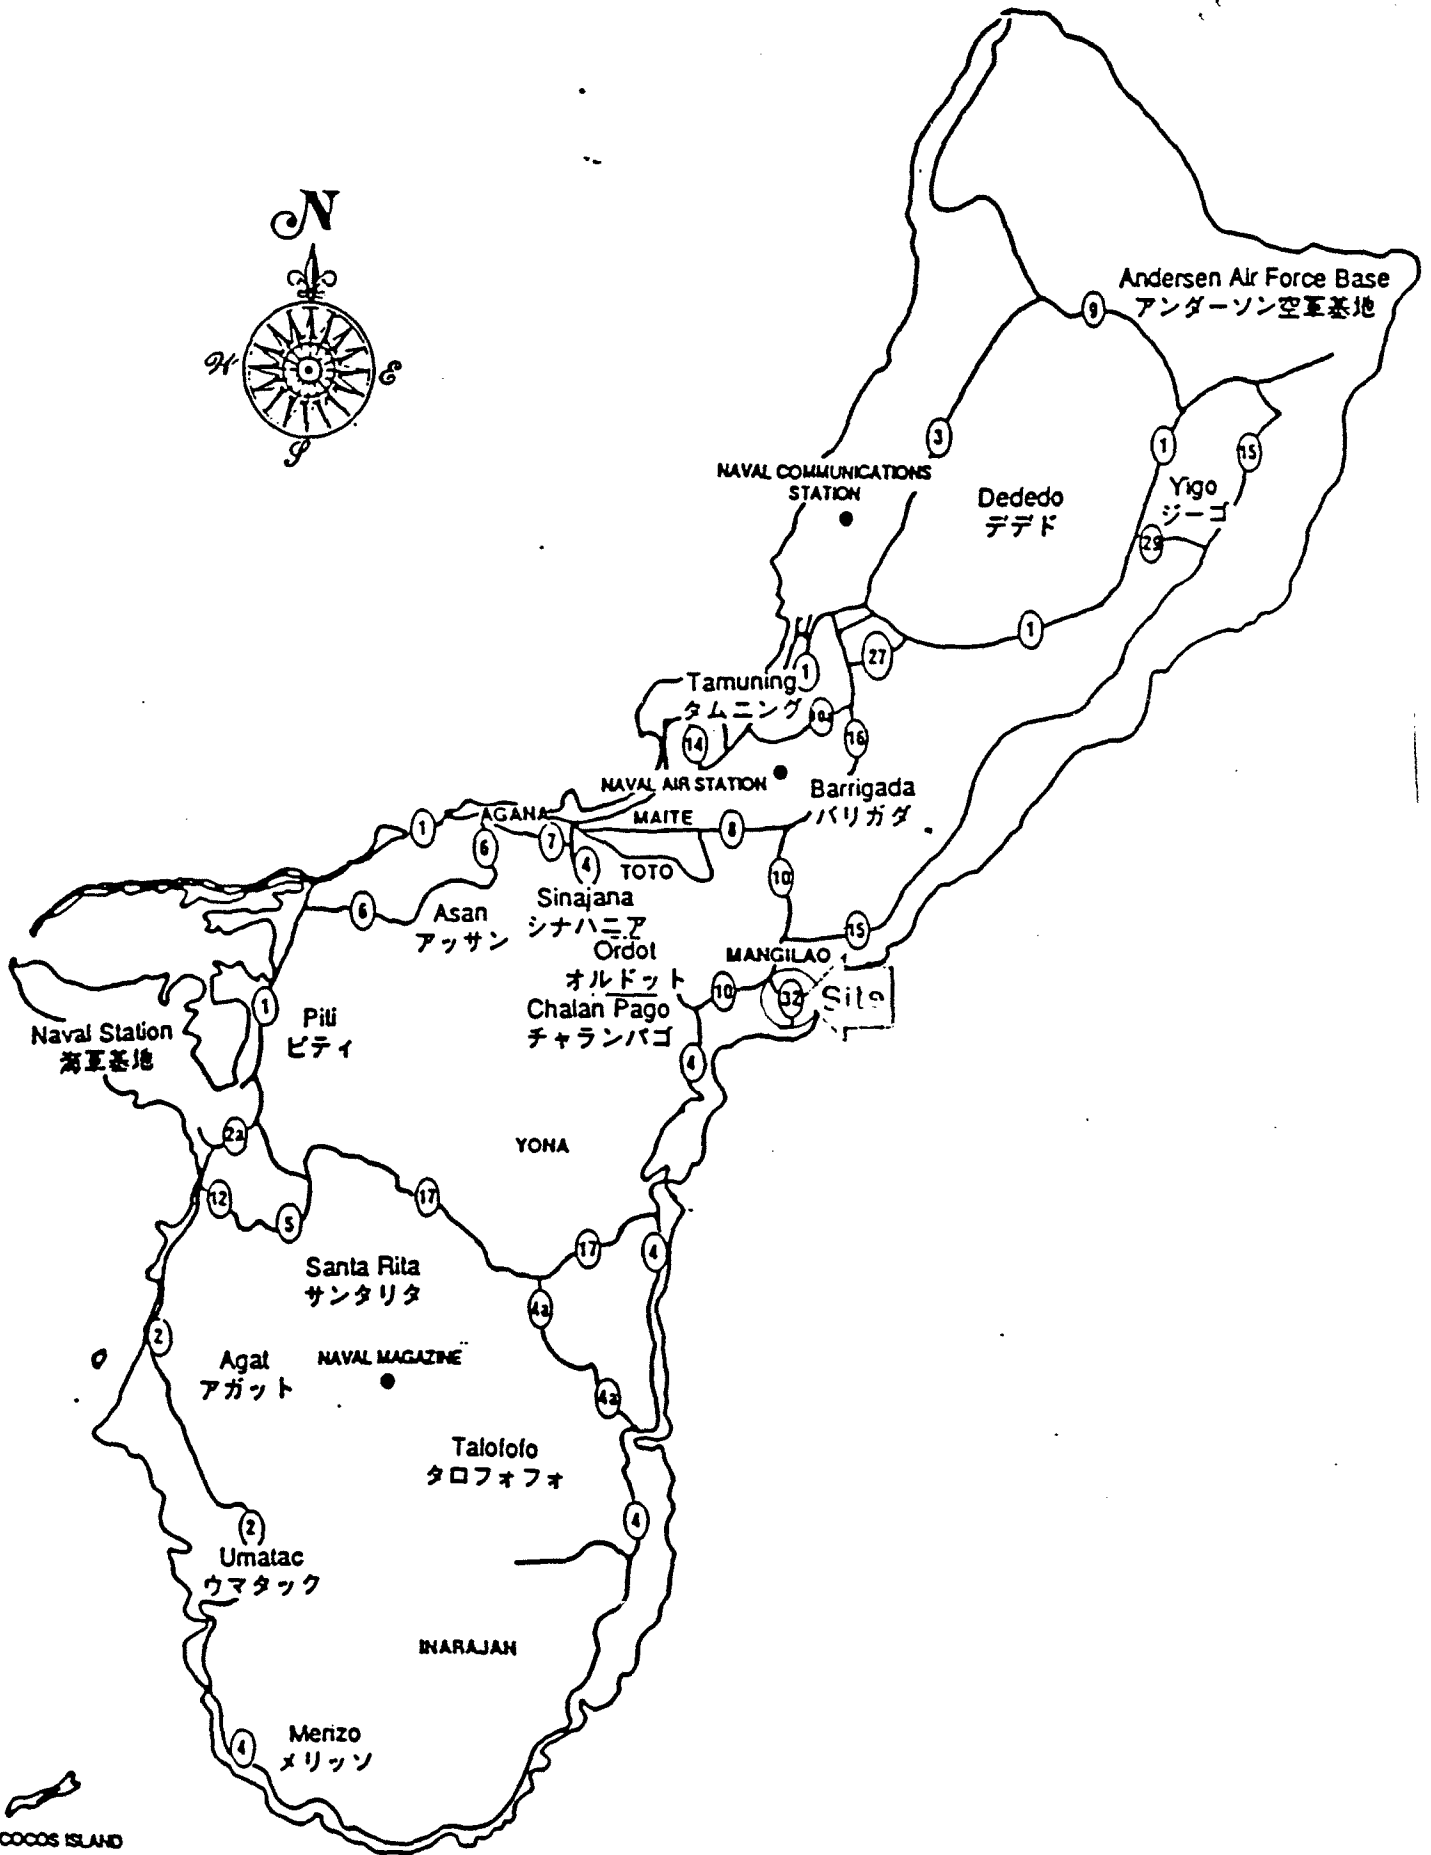 N
W
E
S
Andersen Air Force Base
アンダーソン空軍基地
9
3
1
15
NAVAL COMMUNICATIONS
STATION
Dededo
デデド
Yigo
ジーゴ
29
1
27
1
Tamuning
タムニング
10a
14
16
NAVAL AIR STATION
Barrigada
バリガダ
1
AGANA
MAITE
8
6
7
4
TOTO
10
Sinajana
シナハニア
6
Asan
アッサン
15
Ordot
オルドット
MANGILAO
10
32
Site
Chalan Pago
チャランパゴ
1
Piti
ピティ
Naval Station
海軍基地
4
2a
YONA
12
5
17
17
4
Santa Rita
サンタリタ
4a
2
Agat
アガット
NAVAL MAGAZINE
4a
Talofofo
タロフォフォ
4
2
Umatac
ウマタック
INARAJAN
4
Merizo
メリッソ
COCOS ISLAND